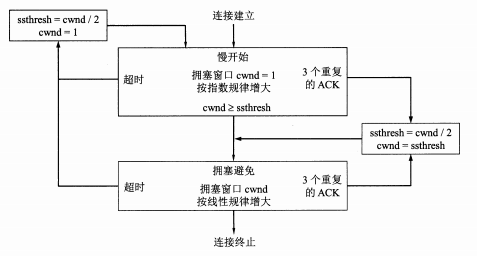 连接建立
ssthresh = cwnd / 2
cwnd = 1
慢开始
超时
拥塞窗口 cwnd = 1
按指数规律增大
3 个重复
的 ACK
cwnd ≥ ssthresh
ssthresh = cwnd / 2
cwnd = ssthresh
拥塞避免
超时
拥塞窗口 cwnd
按线性规律增大
3 个重复
的 ACK
连接终止